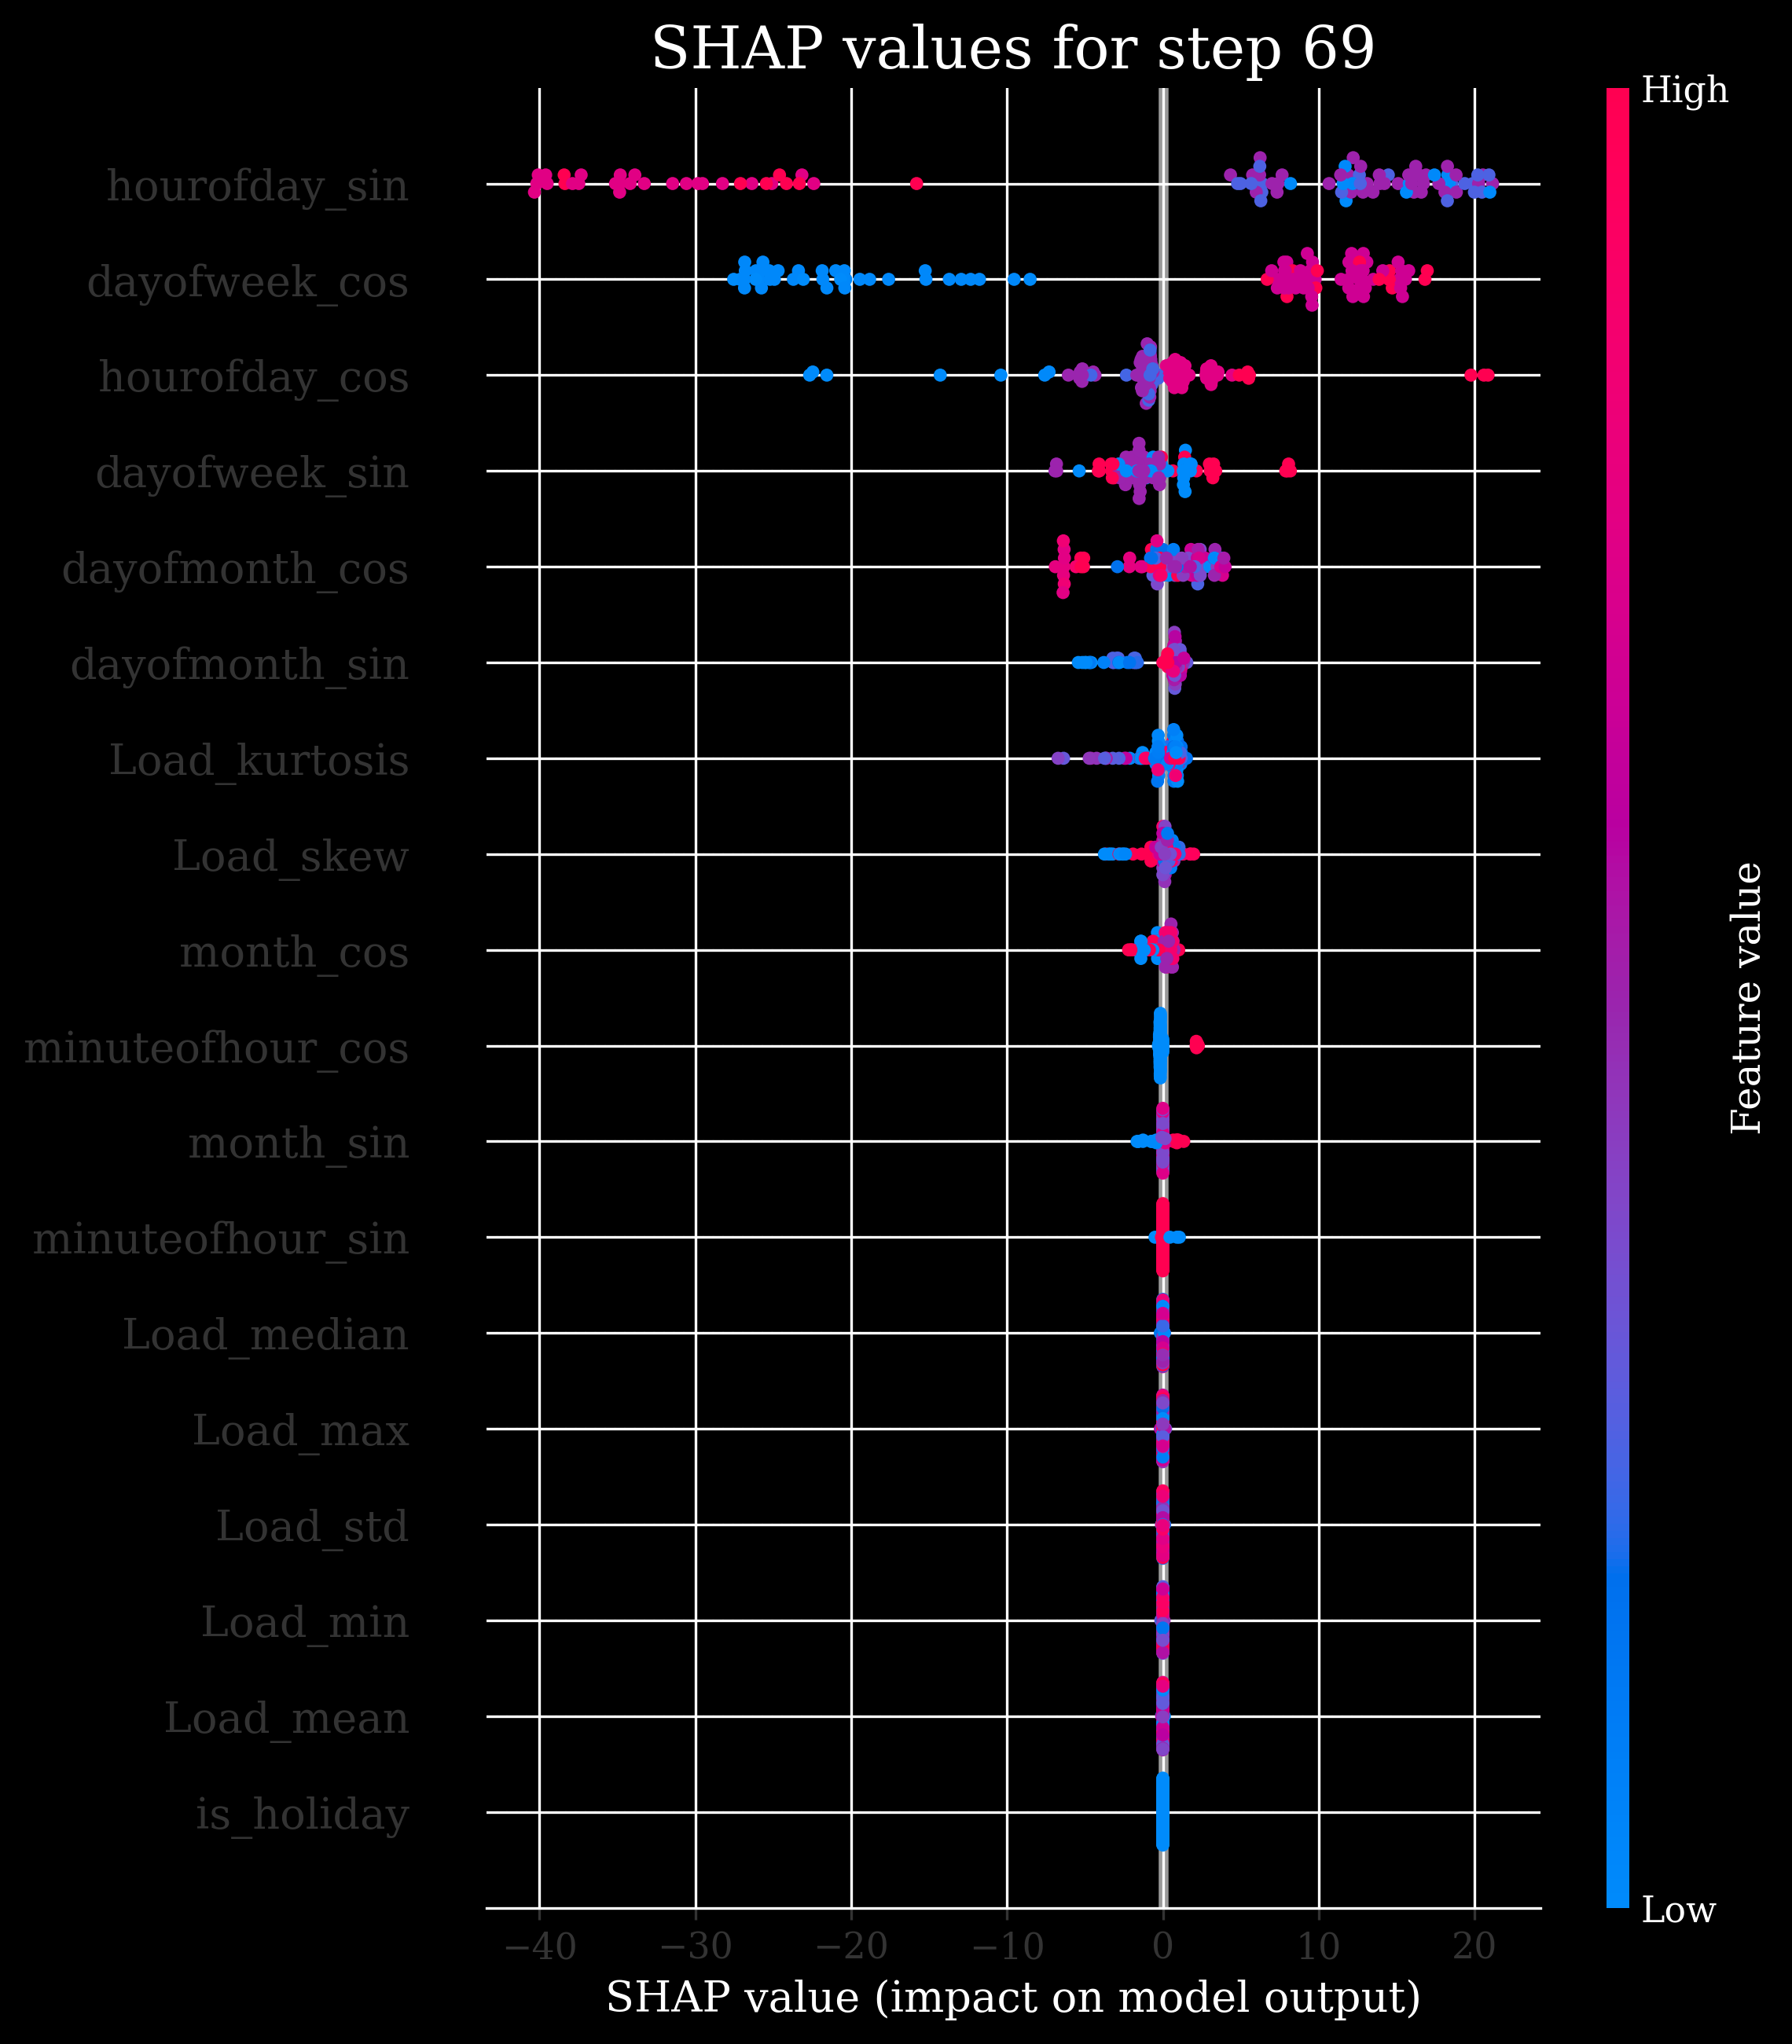 SHAP values for step 69
High
hourofday_sin
dayofweek_cos
hourofday_cos
dayofweek_sin
dayofmonth_cos
dayofmonth_sin
Load_kurtosis
Load_skew
month_cos
minuteofhour_cos
month_sin
minuteofhour_sin
Load_median
Load_max
Load_std
Load_min
Load_mean
is_holiday
Feature value
Low
−40 −30 −20 −10 0 10 20
SHAP value (impact on model output)